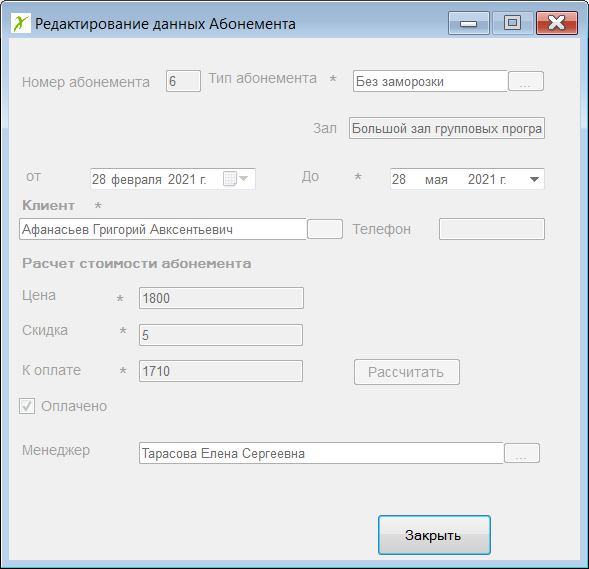 Редактирование данных Абонемента
Номер абонемента 6 Тип абонемента * Без заморозки ...
Зал Большой зал групповых програ
от 28 февраля 2021 г. До * 28 мая 2021 г.
Клиент *
Афанасьев Григорий Авксентьевич Телефон
Расчет стоимости абонемента
Цена * 1800
Скидка * 5
К оплате * 1710 Рассчитать
Оплачено
Менеджер Тарасова Елена Сергеевна ...
Закрыть